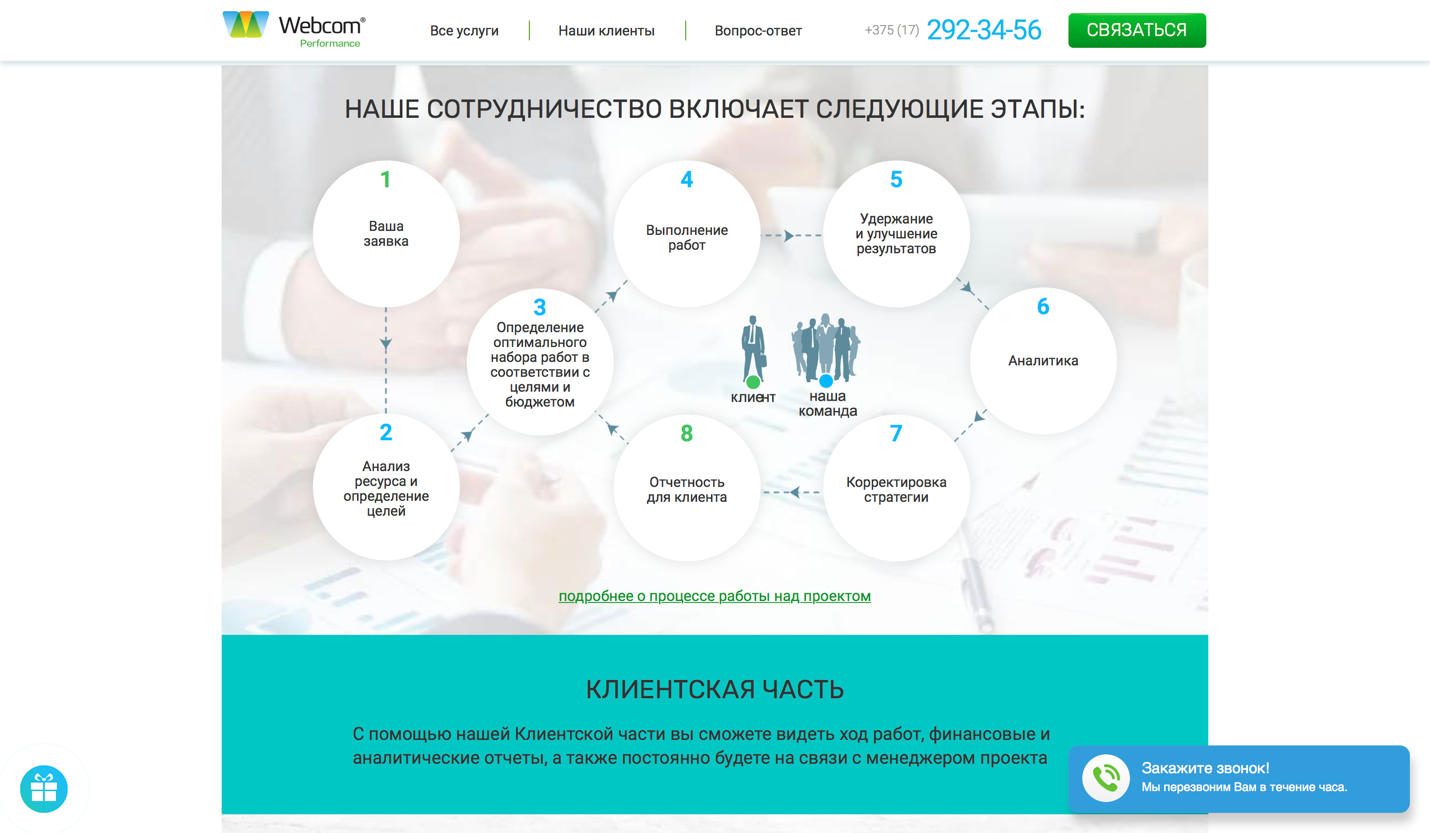 Webcom®
Performance
Все услуги
Наши клиенты
Вопрос-ответ
+375 (17) 292-34-56
СВЯЗАТЬСЯ
НАШЕ СОТРУДНИЧЕСТВО ВКЛЮЧАЕТ СЛЕДУЮЩИЕ ЭТАПЫ:
1
Ваша
заявка
2
Анализ
ресурса и
определение
целей
3
Определение
оптимального
набора работ в
соответствии с
целями и
бюджетом
4
Выполнение
работ
5
Удержание
и улучшение
результатов
6
Аналитика
7
Корректировка
стратегии
8
Отчетность
для клиента
клиент
наша
команда
подробнее о процессе работы над проектом
КЛИЕНТСКАЯ ЧАСТЬ
С помощью нашей Клиентской части вы сможете видеть ход работ, финансовые и
аналитические отчеты, а также постоянно будете на связи с менеджером проекта
Закажите звонок!
Мы перезвоним Вам в течение часа.